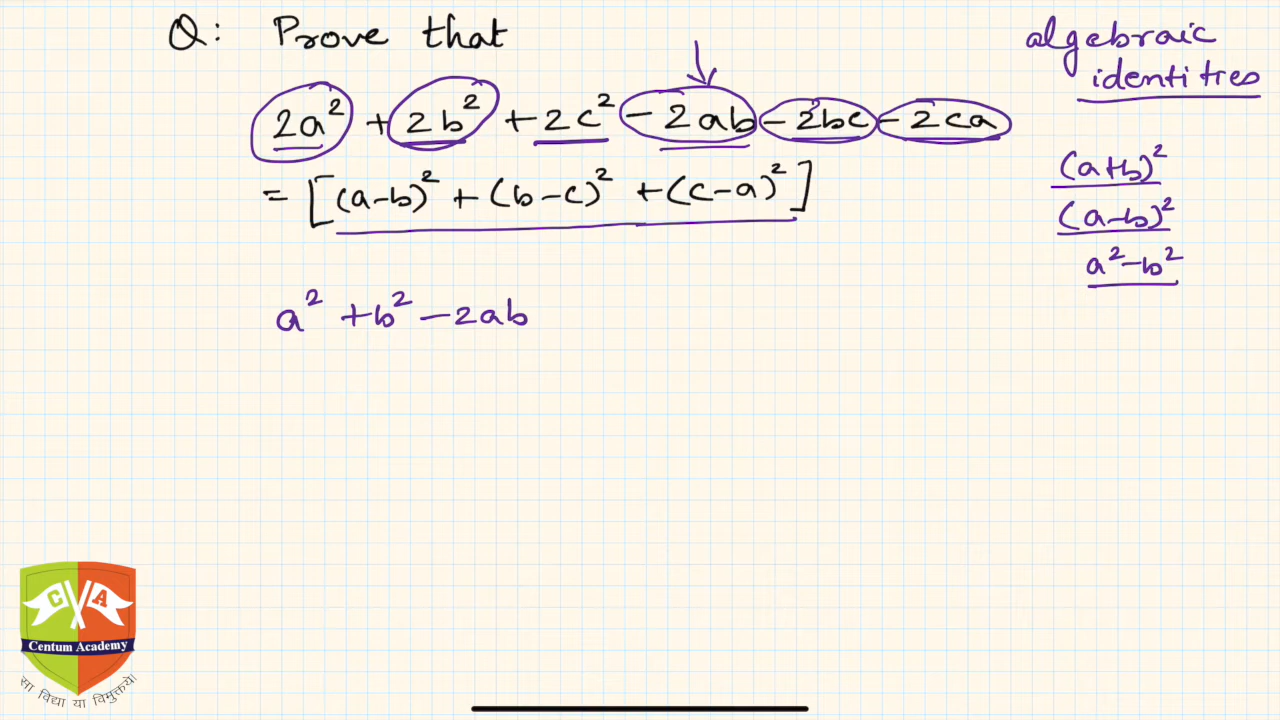 Q: Prove that
2a² + 2b² + 2c² - 2ab - 2bc - 2ca
= [(a-b)² + (b-c)² + (c-a)²]
a² + b² - 2ab
algebraic
identitres
(a+b)²
(a-b)²
a² - b²
C A
Centum Academy
सा विद्या या विमुक्तये